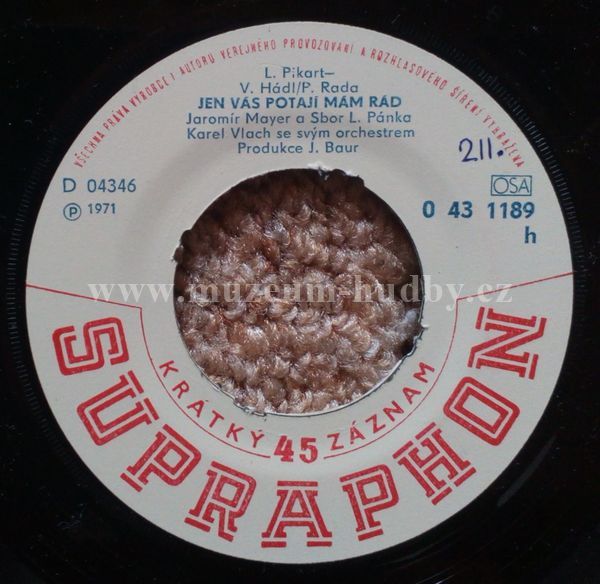 VŠECHNA PRÁVA VÝROBCE I AUTORU VEREJNÉHO PROVOZOVÁNÍ A ROZHLASOVÉHO ŠÍŘENÍ VYHRAZENA
L. Pikart–
V. Hádl/P. Rada
JEN VÁS POTAJÍ MÁM RÁD
Jaromír Mayer a Sbor L. Pánka
Karel Vlach se svým orchestrem
Produkce J. Baur
211.
D 04346
OSA
Ⓟ 1971
0 43 1189
h
www.muzeum-hudby.cz
KRÁTKÝ 45 ZÁZNAM
SUPRAPHON